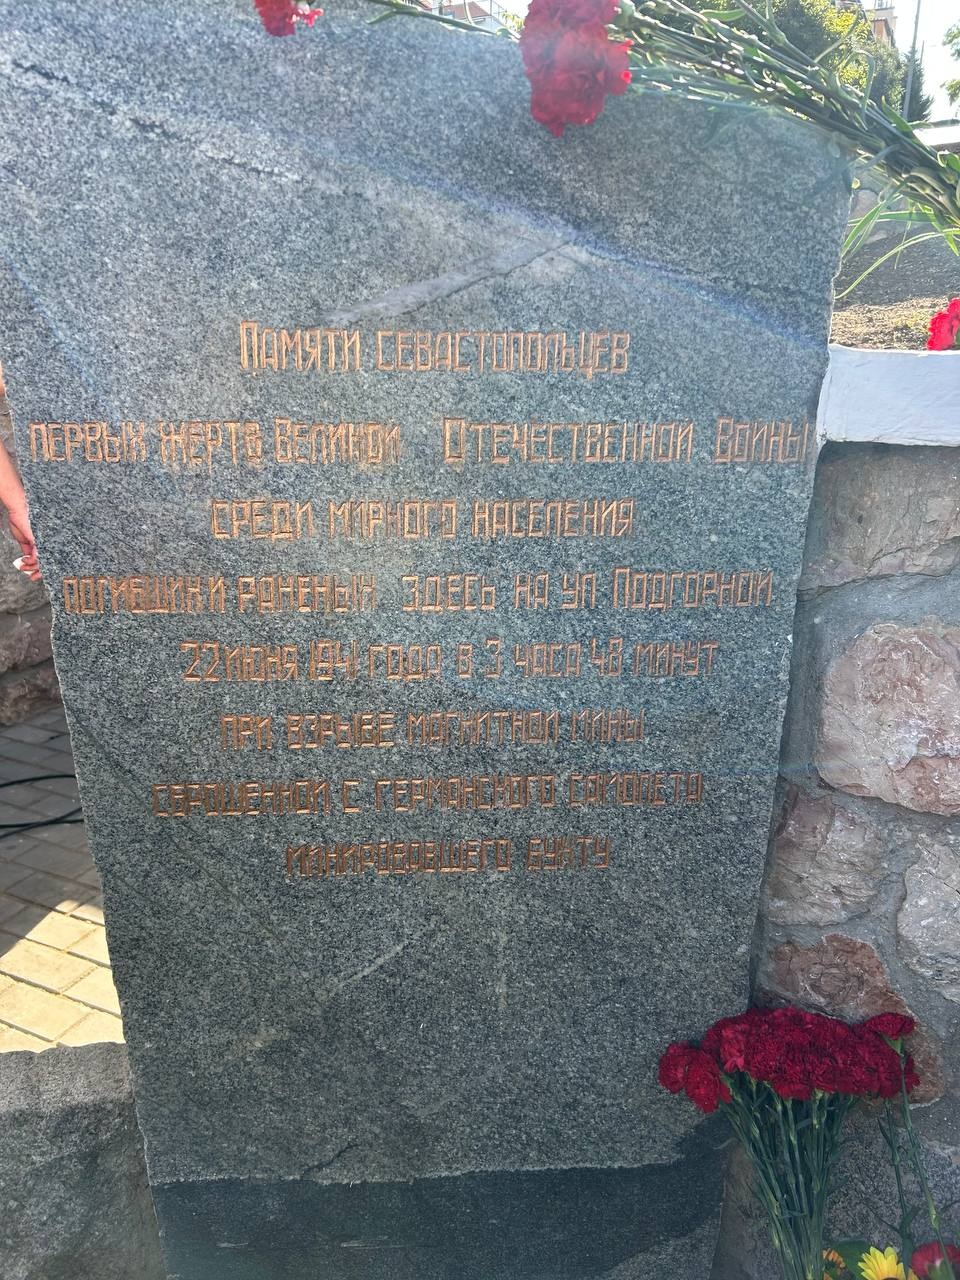 Памяти севастопольцев
первых жертв Великой Отечественной Войны
среди мирного населения
погибших и раненых здесь на ул Подгорной
22 июня 1941 года в 3 часа 48 минут
при взрыве магнитной мины
сброшенной с германского самолета
минировавшего бухту